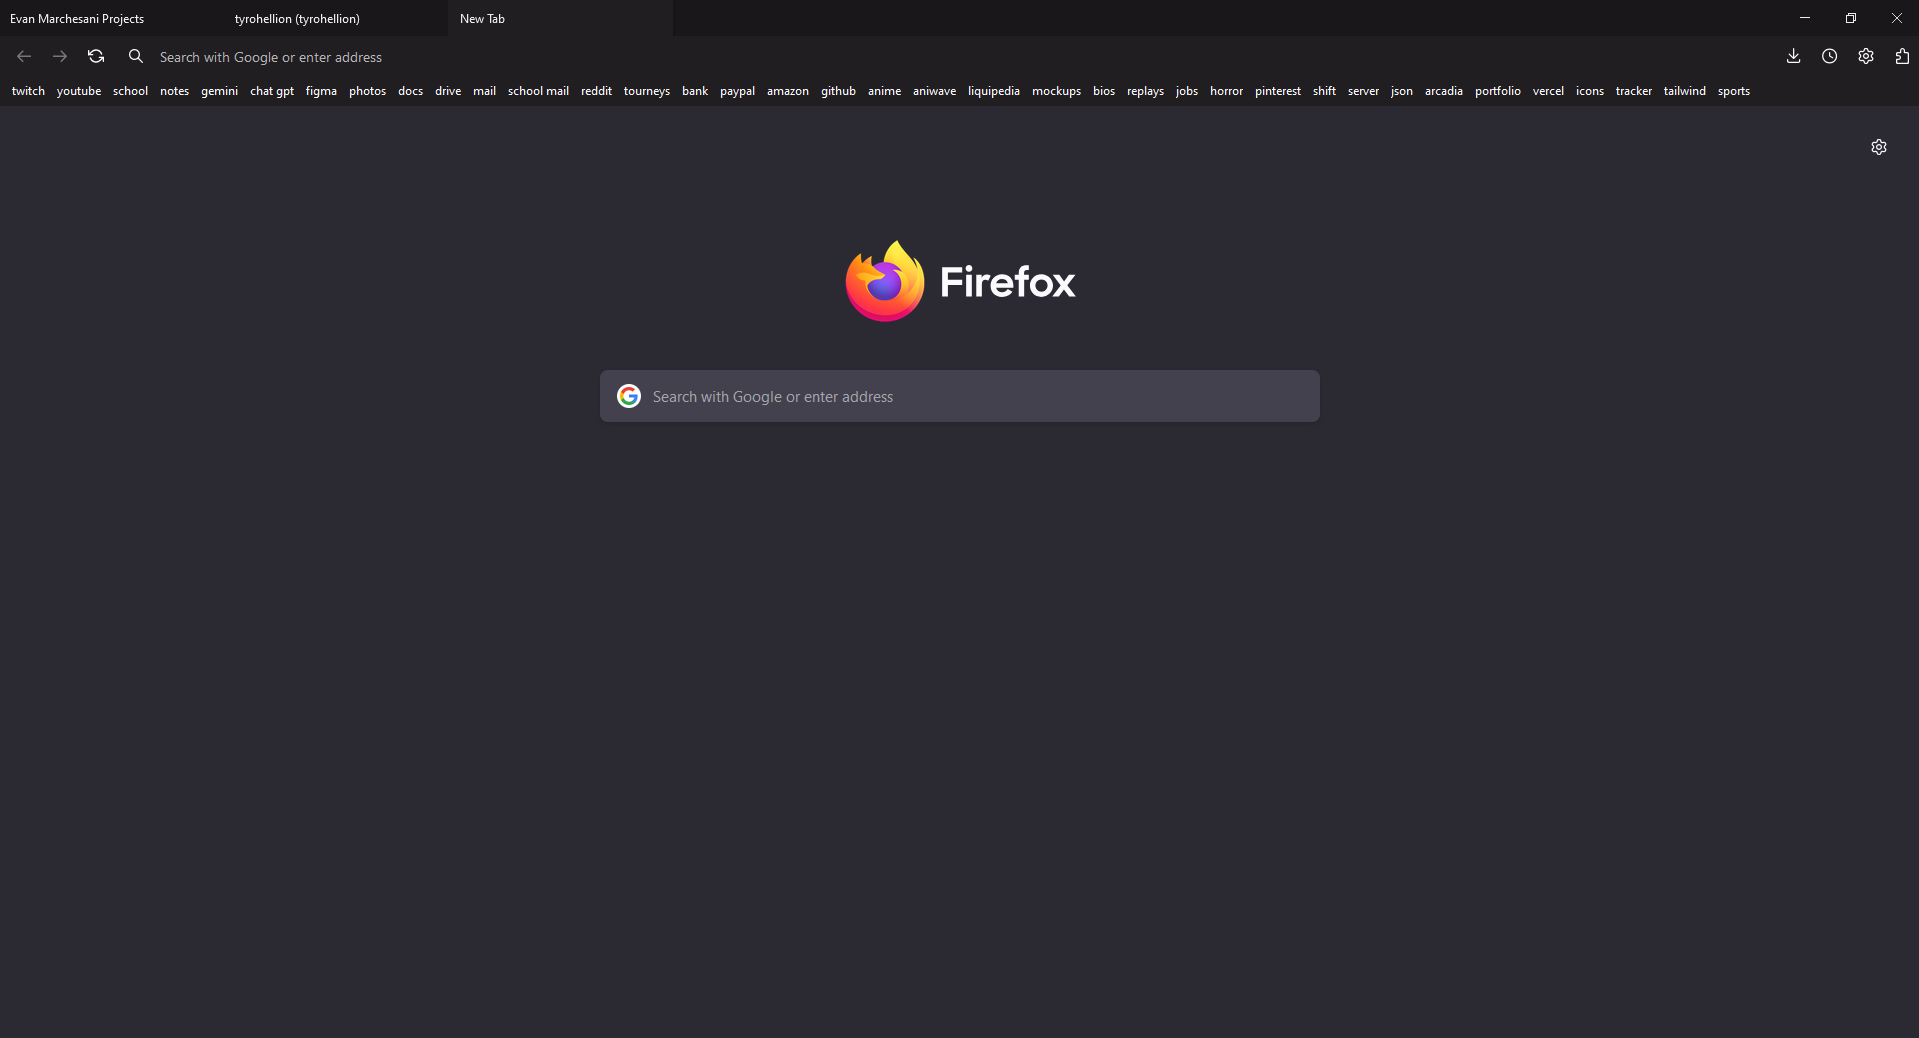 Evan Marchesani Projects tyrohellion (tyrohellion) New Tab
Search with Google or enter address
twitch youtube school notes gemini chat gpt figma photos docs drive mail school mail reddit tourneys bank paypal amazon github anime aniwave liquipedia mockups bios replays jobs horror pinterest shift server json arcadia portfolio vercel icons tracker tailwind sports
Firefox
Search with Google or enter address